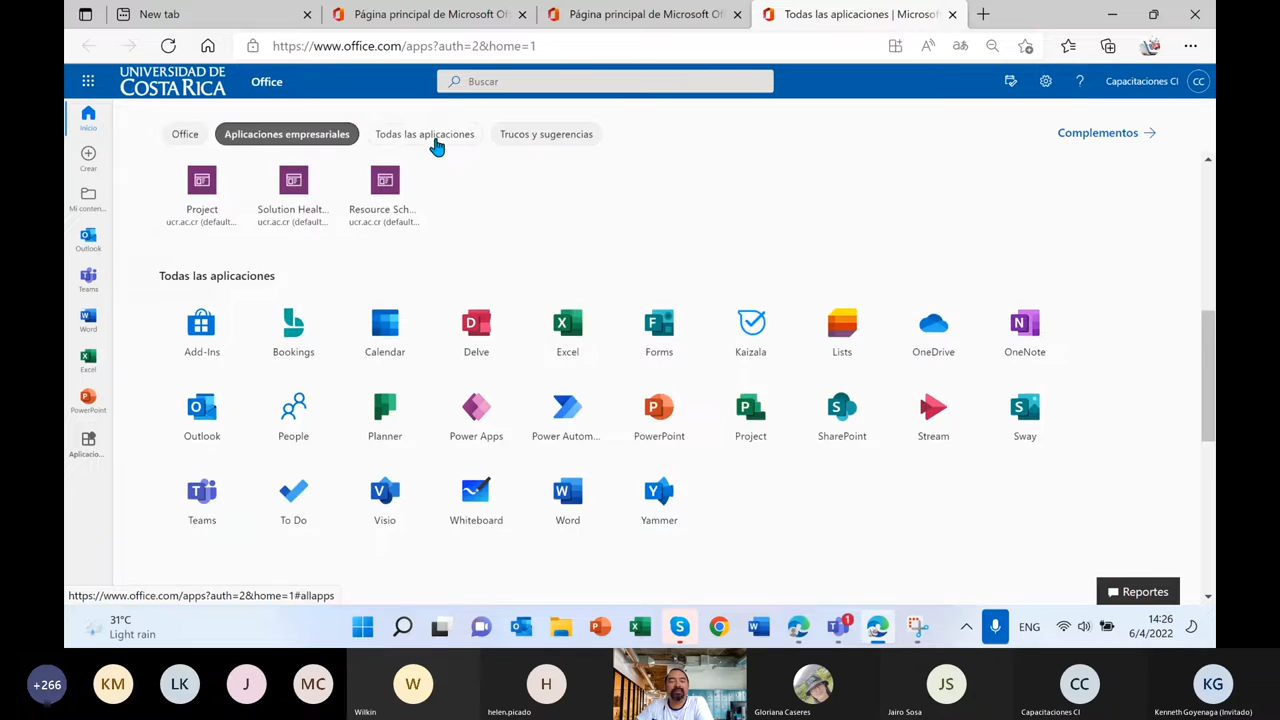 New tab
Página principal de Microsoft Of
Página principal de Microsoft Of
Todas las aplicaciones | Microsof
https://www.office.com/apps?auth=2&home=1
UNIVERSIDAD DE
COSTA RICA
Office
Buscar
Capacitaciones CI
CC
Inicio
Crear
Mi conten...
Outlook
Teams
Word
Excel
PowerPoint
Aplicacio...
Office
Aplicaciones empresariales
Todas las aplicaciones
Trucos y sugerencias
Complementos
Project
Solution Healt...
Resource Sch...
ucr.ac.cr (default...
ucr.ac.cr (default...
ucr.ac.cr (default...
Todas las aplicaciones
Add-Ins
Bookings
Calendar
Delve
Excel
Forms
Kaizala
Lists
OneDrive
OneNote
Outlook
People
Planner
Power Apps
Power Autom...
PowerPoint
Project
SharePoint
Stream
Sway
Teams
To Do
Visio
Whiteboard
Word
Yammer
https://www.office.com/apps?auth=2&home=1#allapps
Reportes
31°C
Light rain
1
ENG
14:26
6/4/2022
+266
KM
LK
J
MC
W
Wilkin
H
helen.picado
Gloriana Caseres
JS
Jairo Sosa
CC
Capacitaciones CI
KG
Kenneth Goyenaga (Invitado)